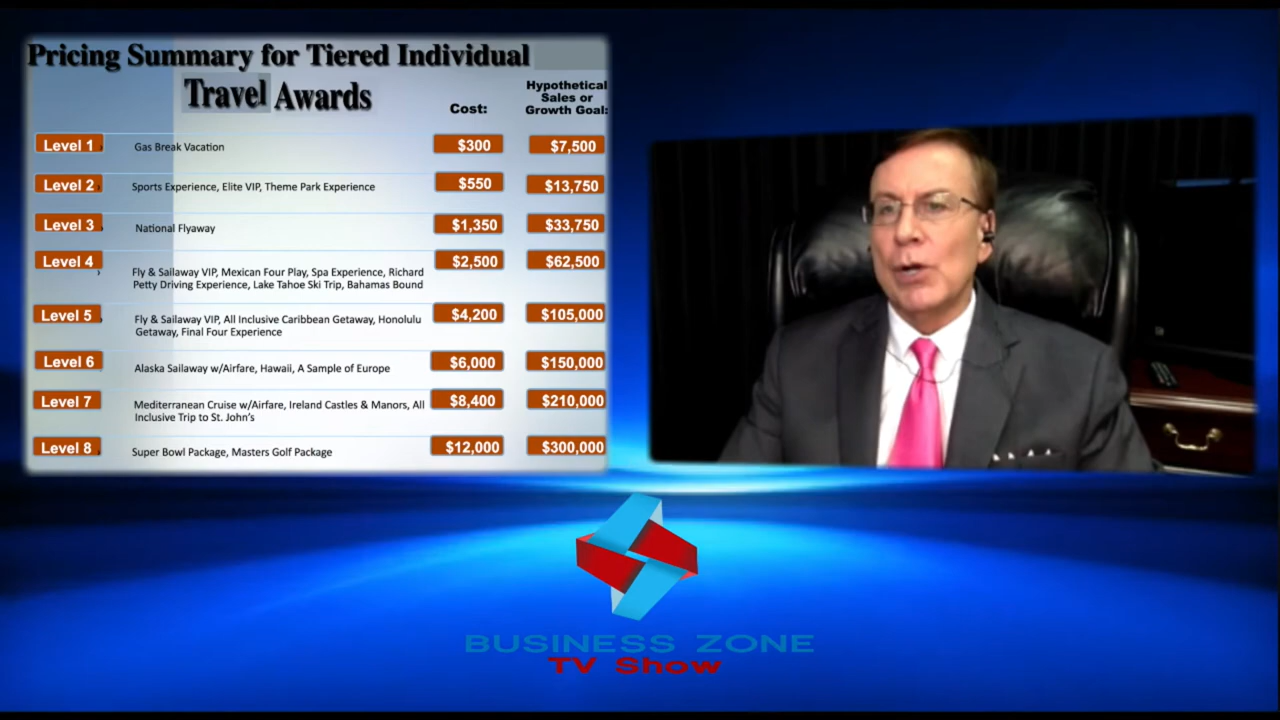 Pricing Summary for Tiered Individual
Travel Awards
Cost:
Hypothetical
Sales or
Growth Goal:
Level 1 Gas Break Vacation $300 $7,500
Level 2 Sports Experience, Elite VIP, Theme Park Experience $550 $13,750
Level 3 National Flyaway $1,350 $33,750
Level 4 $2,500 $62,500
Fly & Sailaway VIP, Mexican Four Play, Spa Experience, Richard
Petty Driving Experience, Lake Tahoe Ski Trip, Bahamas Bound
Level 5 Fly & Sailaway VIP, All Inclusive Caribbean Getaway, Honolulu $4,200 $105,000
Getaway, Final Four Experience
Level 6 Alaska Sailaway w/Airfare, Hawaii, A Sample of Europe $6,000 $150,000
Level 7 Mediterranean Cruise w/Airfare, Ireland Castles & Manors, All $8,400 $210,000
Inclusive Trip to St. John's
Level 8 Super Bowl Package, Masters Golf Package $12,000 $300,000
BUSINESS ZONE
TV Show